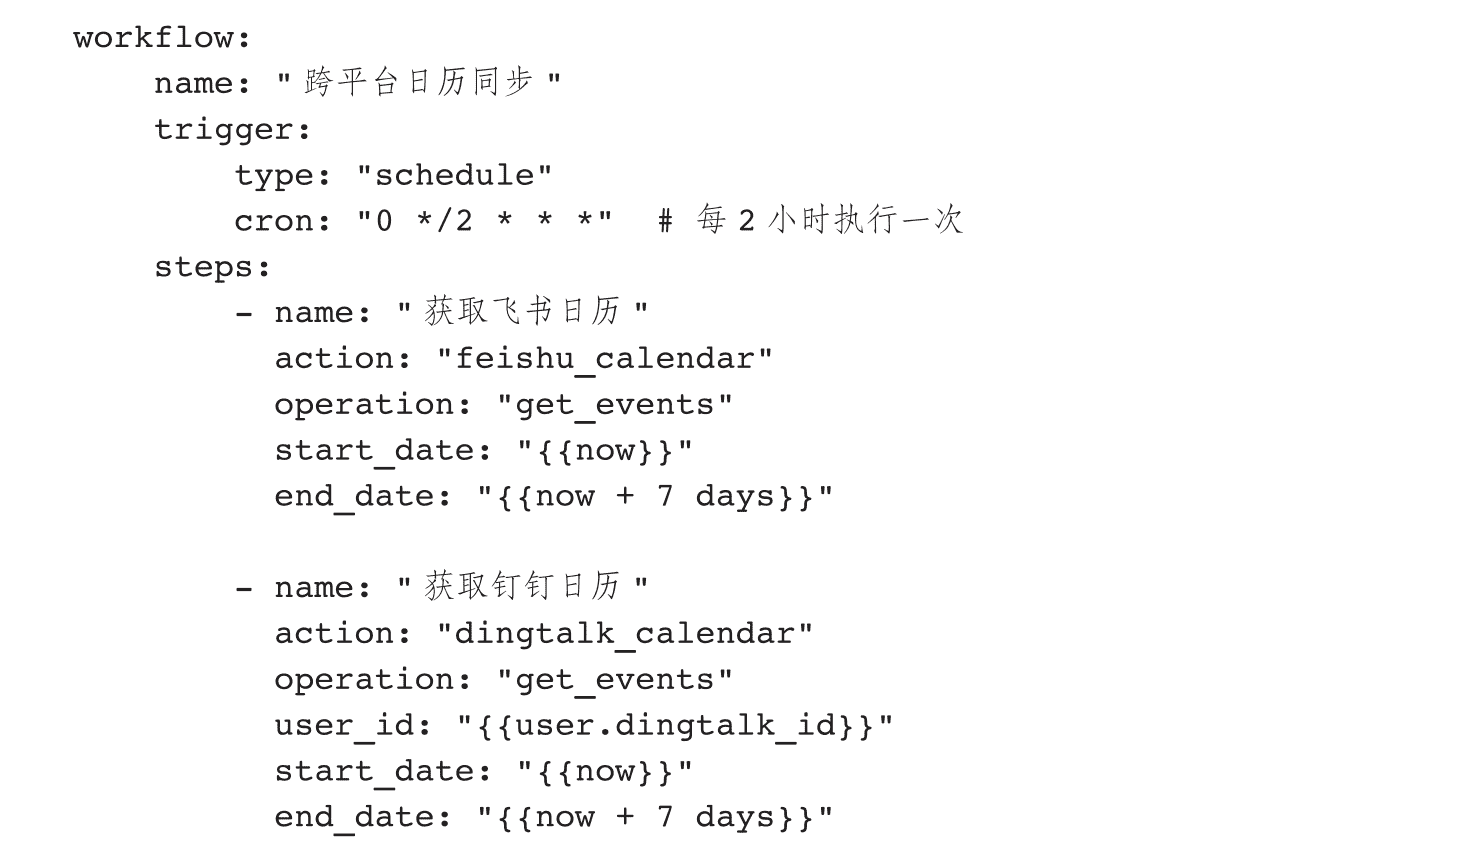 workflow:
    name: "跨平台日历同步"
    trigger:
        type: "schedule"
        cron: "0 */2 * * *"  # 每2小时执行一次
    steps:
        - name: "获取飞书日历"
          action: "feishu_calendar"
          operation: "get_events"
          start_date: "{{now}}"
          end_date: "{{now + 7 days}}"

        - name: "获取钉钉日历"
          action: "dingtalk_calendar"
          operation: "get_events"
          user_id: "{{user.dingtalk_id}}"
          start_date: "{{now}}"
          end_date: "{{now + 7 days}}"